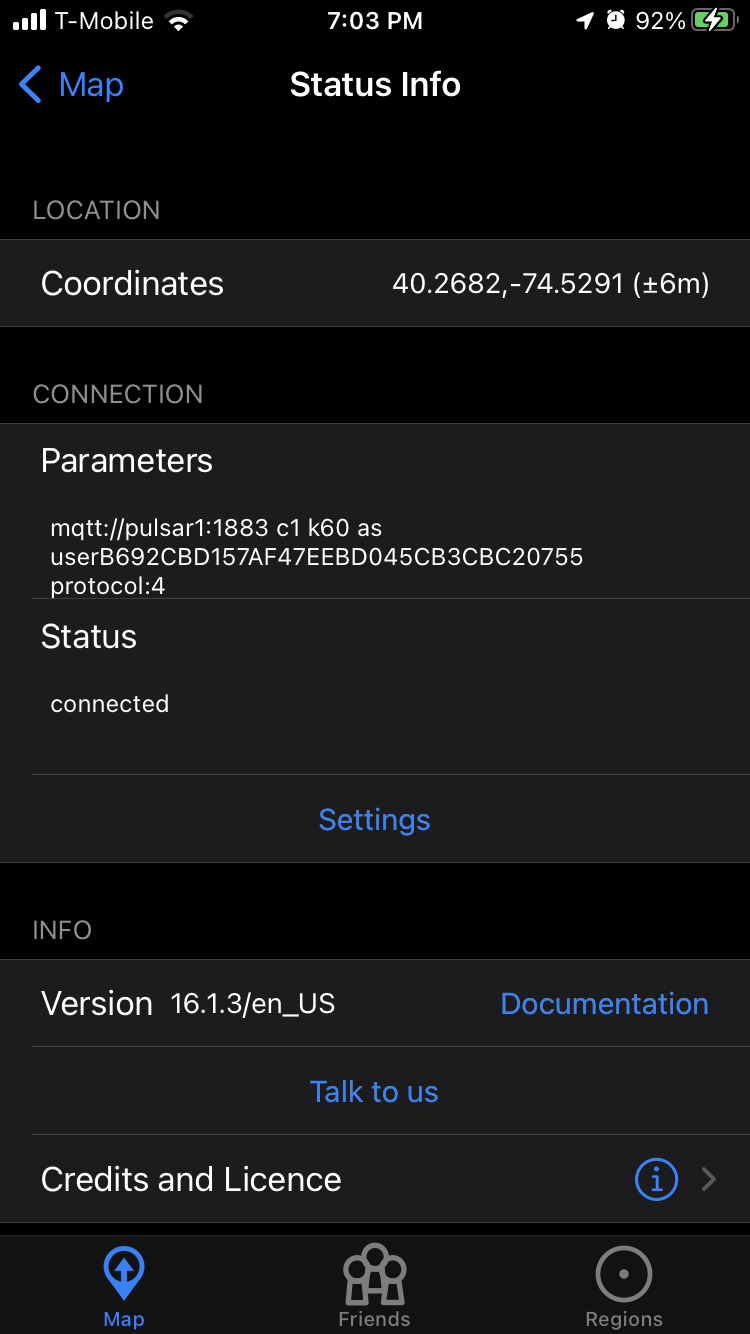 T-Mobile 7:03 PM 92%
Map Status Info
LOCATION
Coordinates 40.2682,-74.5291 (±6m)
CONNECTION
Parameters
mqtt://pulsar1:1883 c1 k60 as
userB692CBD157AF47EEBD045CB3CBC20755
protocol:4
Status
connected
Settings
INFO
Version 16.1.3/en_US Documentation
Talk to us
Credits and Licence
Map Friends Regions